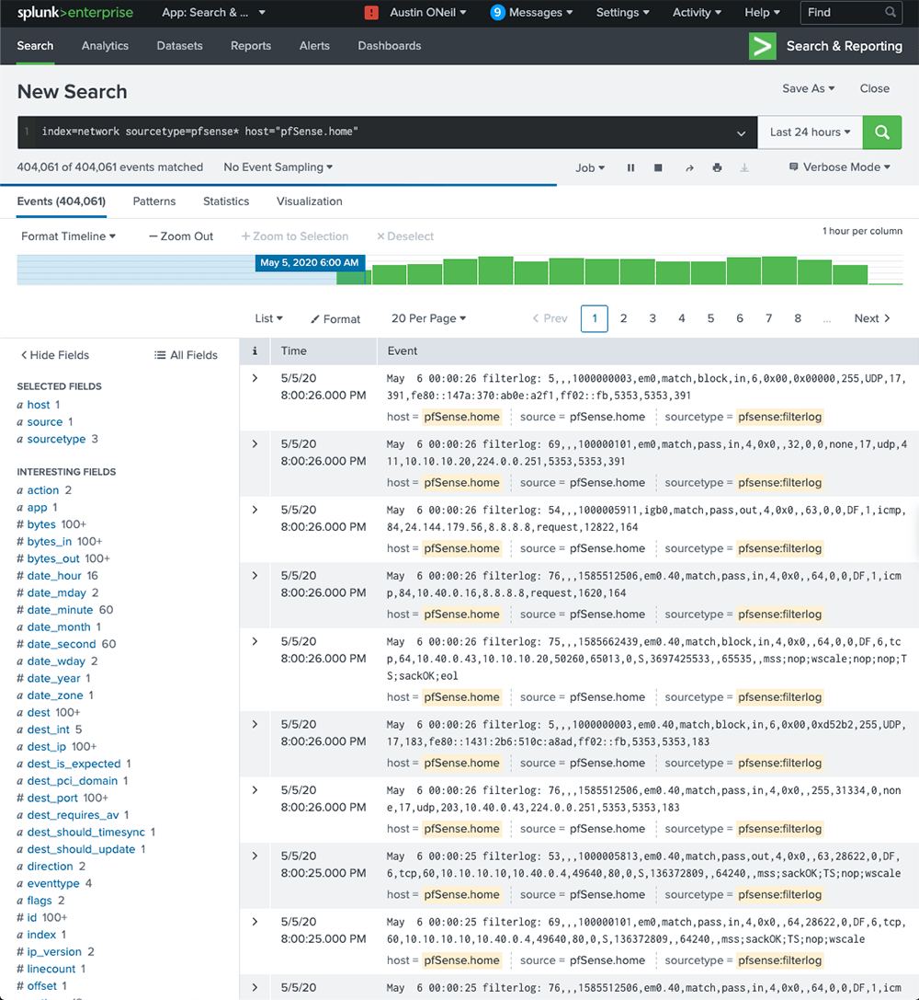 splunk>enterprise App: Search & ... ! Austin ONeil 9 Messages Settings Activity Help Find
Search Analytics Datasets Reports Alerts Dashboards > Search & Reporting
New Search Save As Close
1 index=network sourcetype=pfsense* host="pfSense.home" Last 24 hours
404,061 of 404,061 events matched No Event Sampling Job Verbose Mode
Events (404,061) Patterns Statistics Visualization
Format Timeline — Zoom Out + Zoom to Selection × Deselect 1 hour per column
May 5, 2020 6:00 AM
List Format 20 Per Page < Prev 1 2 3 4 5 6 7 8 ... Next >
< Hide Fields All Fields
SELECTED FIELDS
a host 1
a source 1
a sourcetype 3
INTERESTING FIELDS
a action 2
a app 1
# bytes 100+
# bytes_in 100+
# bytes_out 100+
# date_hour 16
# date_mday 2
# date_minute 60
a date_month 1
# date_second 60
a date_wday 2
# date_year 1
a date_zone 1
a dest 100+
a dest_int 5
a dest_ip 100+
a dest_is_expected 1
a dest_pci_domain 1
# dest_port 100+
a dest_requires_av 1
a dest_should_timesync 1
a dest_should_update 1
a direction 2
a eventtype 4
a flags 2
# id 100+
a index 1
# ip_version 2
# linecount 1
# offset 1
i Time Event
> 5/5/20 May  6 00:00:26 filterlog: 5,,,1000000003,em0,match,block,in,6,0x00,0x00000,255,UDP,17,
8:00:26.000 PM 391,fe80::147a:370:ab0e:a2f1,ff02::fb,5353,5353,391
host = pfSense.home source = pfSense.home sourcetype = pfsense:filterlog
> 5/5/20 May  6 00:00:26 filterlog: 69,,,100000101,em0,match,pass,in,4,0x0,,32,0,0,none,17,udp,4
8:00:26.000 PM 11,10.10.10.20,224.0.0.251,5353,5353,391
host = pfSense.home source = pfSense.home sourcetype = pfsense:filterlog
> 5/5/20 May  6 00:00:26 filterlog: 54,,,1000005911,igb0,match,pass,out,4,0x0,,63,0,0,DF,1,icmp,
8:00:26.000 PM 84,24.144.179.56,8.8.8.8,request,12822,164
host = pfSense.home source = pfSense.home sourcetype = pfsense:filterlog
> 5/5/20 May  6 00:00:26 filterlog: 76,,,1585512506,em0.40,match,pass,in,4,0x0,,64,0,0,DF,1,icm
8:00:26.000 PM p,84,10.40.0.16,8.8.8.8,request,1620,164
host = pfSense.home source = pfSense.home sourcetype = pfsense:filterlog
> 5/5/20 May  6 00:00:26 filterlog: 75,,,1585662439,em0.40,match,block,in,4,0x0,,64,0,0,DF,6,tc
8:00:26.000 PM p,64,10.40.0.43,10.10.10.20,50260,65013,0,S,3697425533,,65535,,mss;nop;wscale;nop;nop;T
S;sackOK;eol
host = pfSense.home source = pfSense.home sourcetype = pfsense:filterlog
> 5/5/20 May  6 00:00:26 filterlog: 5,,,1000000003,em0.40,match,block,in,6,0x00,0xd52b2,255,UDP,
8:00:26.000 PM 17,183,fe80::1431:2b6:510c:a8ad,ff02::fb,5353,5353,183
host = pfSense.home source = pfSense.home sourcetype = pfsense:filterlog
> 5/5/20 May  6 00:00:26 filterlog: 76,,,1585512506,em0.40,match,pass,in,4,0x0,,255,31334,0,non
8:00:26.000 PM e,17,udp,203,10.40.0.43,224.0.0.251,5353,5353,183
host = pfSense.home source = pfSense.home sourcetype = pfsense:filterlog
> 5/5/20 May  6 00:00:25 filterlog: 53,,,1000005813,em0.40,match,pass,out,4,0x0,,63,28622,0,DF,
8:00:25.000 PM 6,tcp,60,10.10.10.10,10.40.0.4,49640,80,0,S,136372809,,64240,,mss;sackOK;TS;nop;wscale
host = pfSense.home source = pfSense.home sourcetype = pfsense:filterlog
> 5/5/20 May  6 00:00:25 filterlog: 69,,,100000101,em0,match,pass,in,4,0x0,,64,28622,0,DF,6,tcp,
8:00:25.000 PM 60,10.10.10.10,10.40.0.4,49640,80,0,S,136372809,,64240,,mss;sackOK;TS;nop;wscale
host = pfSense.home source = pfSense.home sourcetype = pfsense:filterlog
> 5/5/20 May  6 00:00:25 filterlog: 76,,,1585512506,em0.40,match,pass,in,4,0x0,,64,0,0,DF,1,icm